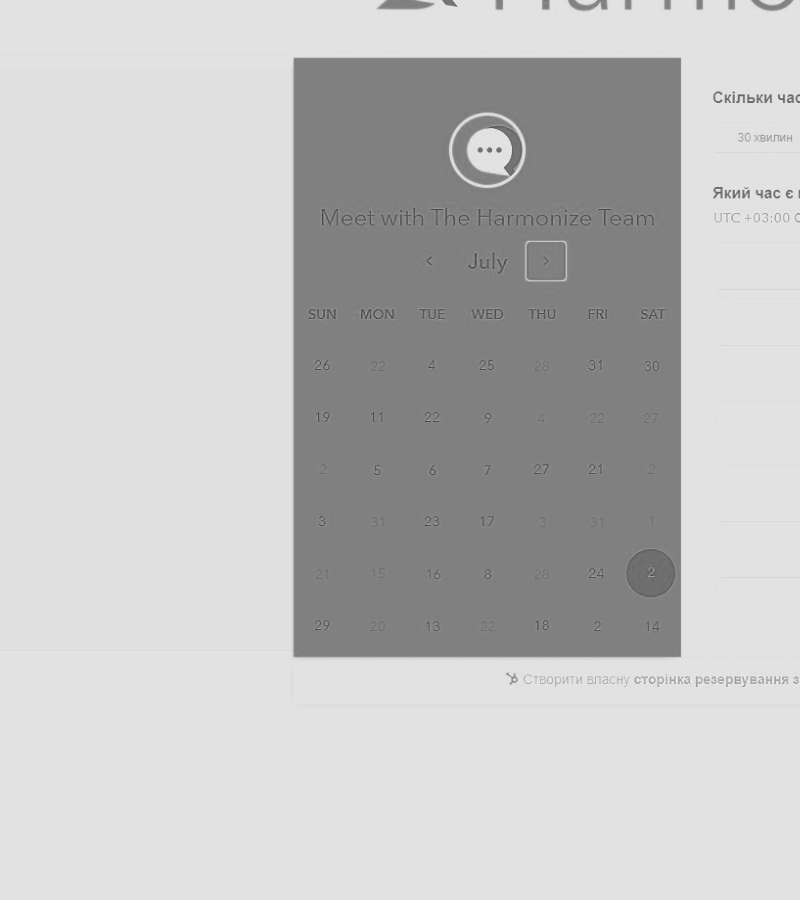 Harmo
Скільки час
30 хвилин
Який час є
UTC +03:00
Meet with The Harmonize Team
July
SUN MON TUE WED THU FRI SAT
26 22 4 25 28 31 30
19 11 22 9 4 22 27
2 5 6 7 27 21 2
3 31 23 17 3 31 1
21 15 16 8 28 24 2
29 20 13 22 18 2 14
Створити власну сторінка резервування з